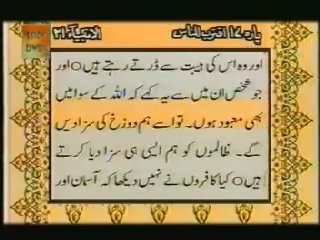 الانبیآء ۲۱ پارہ ۱۷ اقترب للناس
اور وہ اس کی ہیبت سے ڈرتے رہتے ہیں O اور
جو شخص ان میں سے یہ کہے کہ اللہ کے سوا میں
بھی معبود ہوں۔ تو اسے ہم دوزخ کی سزا دیں
گے۔ ظالموں کو ہم ایسی ہی سزا دیا کرتے
ہیں O کیا کافروں نے نہیں دیکھا کہ آسمان اور